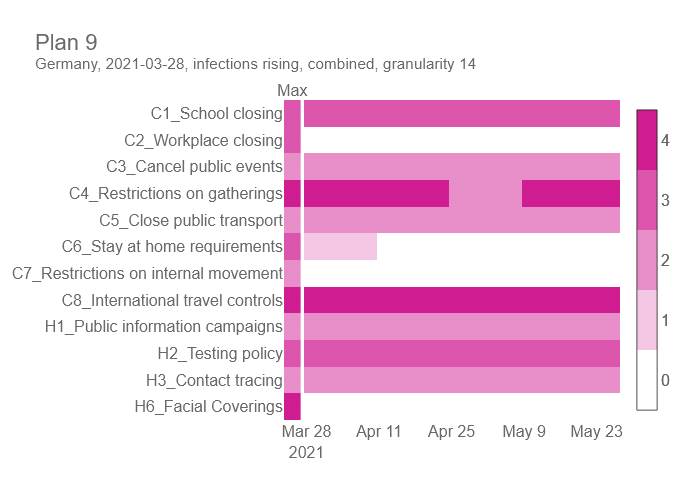 Plan 9
Germany, 2021-03-28, infections rising, combined, granularity 14
Max
C1_School closing
C2_Workplace closing
C3_Cancel public events
C4_Restrictions on gatherings
C5_Close public transport
C6_Stay at home requirements
C7_Restrictions on internal movement
C8_International travel controls
H1_Public information campaigns
H2_Testing policy
H3_Contact tracing
H6_Facial Coverings
Mar 28 Apr 11 Apr 25 May 9 May 23
2021
4
3
2
1
0